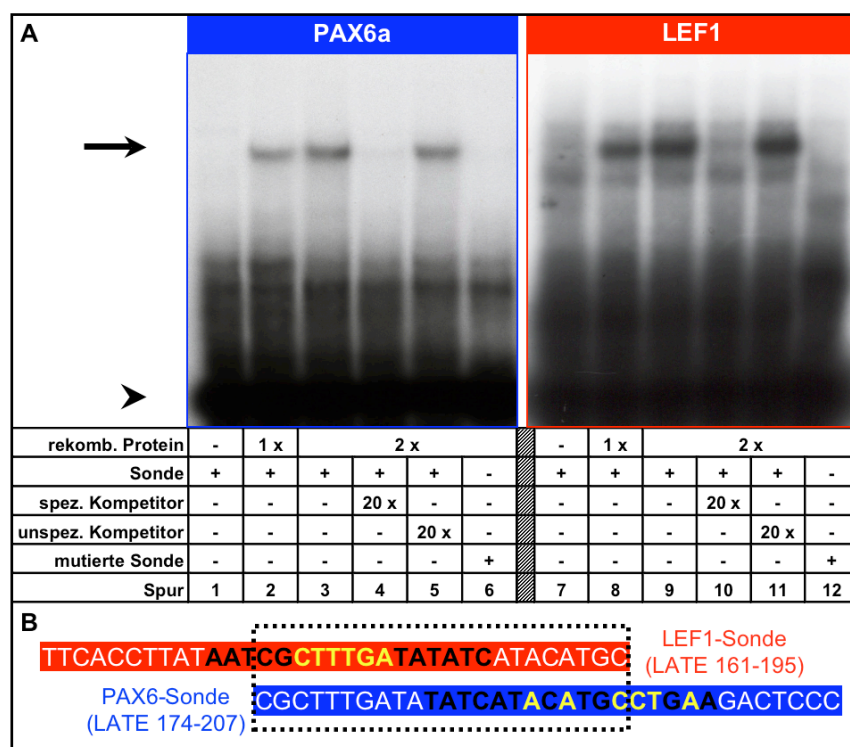 A
PAX6a LEF1
rekomb. Protein - 1 x 2 x - 1 x 2 x
Sonde + + + + + - + + + + + -
spez. Kompetitor - - - 20 x - - - - - 20 x - -
unspez. Kompetitor - - - - 20 x - - - - - 20 x -
mutierte Sonde - - - - - + - - - - - +
Spur 1 2 3 4 5 6 7 8 9 10 11 12
B
TTCACCTTATAATCGCTTTGATATATCATACATGC
LEF1-Sonde
(LATE 161-195)
PAX6-Sonde
(LATE 174-207)
CGCTTTGATATATCATACATGCCTGAAGACTCCC